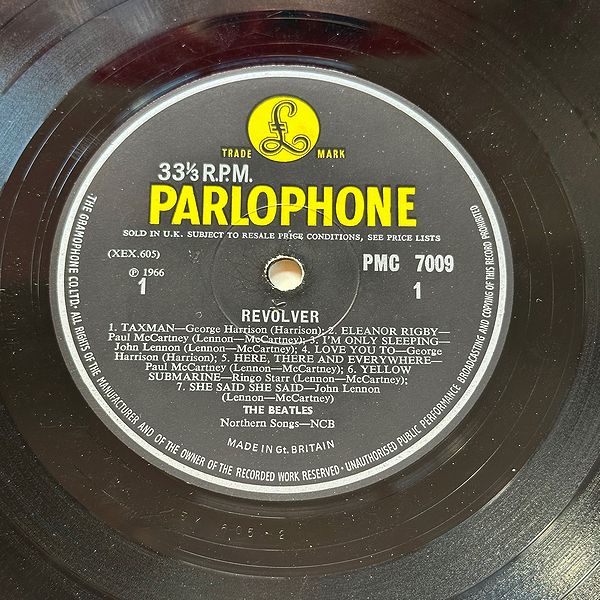 TRADE MARK
33⅓ R.P.M.
PARLOPHONE
SOLD IN U.K. SUBJECT TO RESALE PRICE CONDITIONS, SEE PRICE LISTS
(XEX.605)
PMC 7009
℗ 1966
1
1
REVOLVER
1. TAXMAN—George Harrison (Harrison); 2. ELEANOR RIGBY—
Paul McCartney (Lennon—McCartney); 3. I'M ONLY SLEEPING—
John Lennon (Lennon—McCartney); 4. LOVE YOU TO—George
Harrison (Harrison); 5. HERE, THERE AND EVERYWHERE—
Paul McCartney (Lennon—McCartney); 6. YELLOW
SUBMARINE—Ringo Starr (Lennon—McCartney);
7. SHE SAID SHE SAID—John Lennon
(Lennon—McCartney)
THE BEATLES
Northern Songs—NCB
MADE IN Gt. BRITAIN
THE GRAMOPHONE CO. LTD. ALL RIGHTS OF THE MANUFACTURER AND OF THE OWNER OF THE RECORDED WORK RESERVED · UNAUTHORISED PUBLIC PERFORMANCE BROADCASTING AND COPYING OF THIS RECORD PROHIBITED